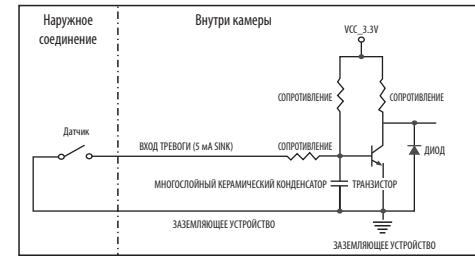 Наружное
соединение
Внутри камеры
VCC_3.3V
СОПРОТИВЛЕНИЕ
СОПРОТИВЛЕНИЕ
Датчик
ВХОД ТРЕВОГИ (5 мА SINK)
СОПРОТИВЛЕНИЕ
ДИОД
МНОГОСЛОЙНЫЙ КЕРАМИЧЕСКИЙ КОНДЕНСАТОР
ТРАНЗИСТОР
ЗАЗЕМЛЯЮЩЕЕ УСТРОЙСТВО
ЗАЗЕМЛЯЮЩЕЕ УСТРОЙСТВО